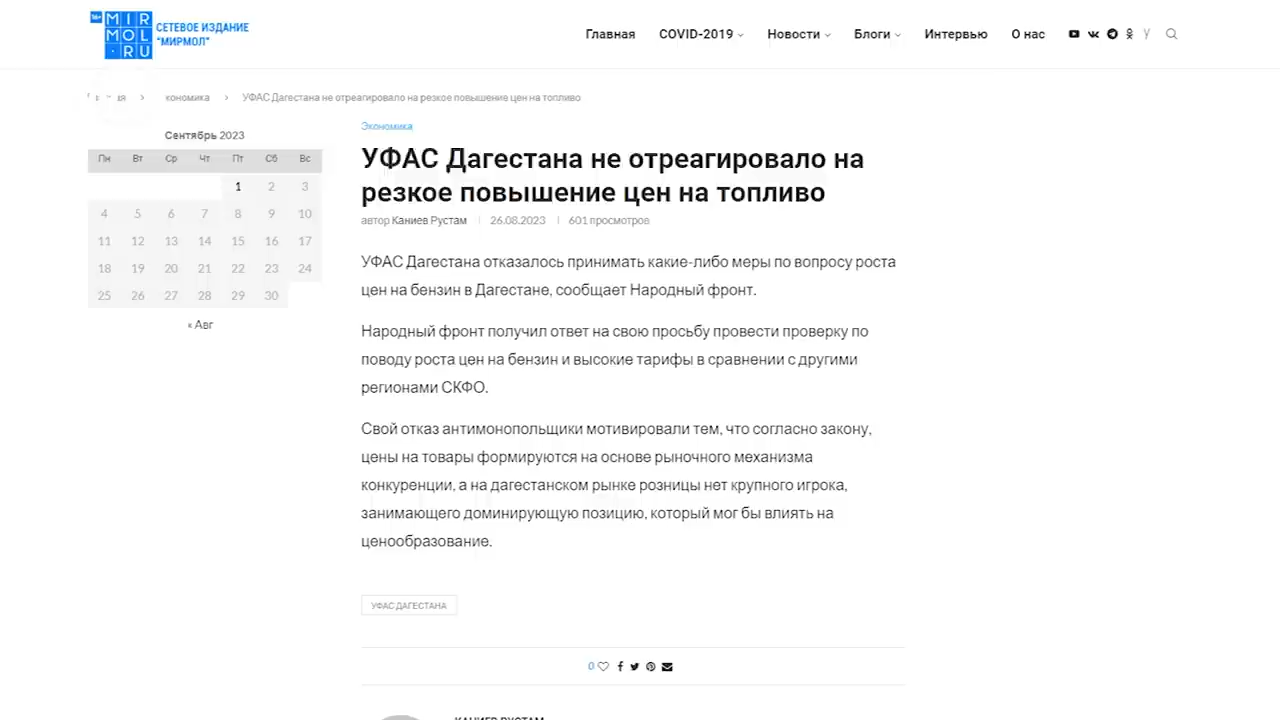 16+
MIR
MOL
.RU
СЕТЕВОЕ ИЗДАНИЕ
"МИРМОЛ"
Главная COVID-2019 Новости Блоги Интервью О нас
> кономика > УФАС Дагестана не отреагировало на резкое повышение цен на топливо
Сентябрь 2023
Пн Вт Ср Чт Пт Сб Вс
1 2 3
4 5 6 7 8 9 10
11 12 13 14 15 16 17
18 19 20 21 22 23 24
25 26 27 28 29 30
« Авг
Экономика
УФАС Дагестана не отреагировало на
резкое повышение цен на топливо
автор Каниев Рустам | 26.08.2023 | 601 просмотров
УФАС Дагестана отказалось принимать какие-либо меры по вопросу роста
цен на бензин в Дагестане, сообщает Народный фронт.
Народный фронт получил ответ на свою просьбу провести проверку по
поводу роста цен на бензин и высокие тарифы в сравнении с другими
регионами СКФО.
Свой отказ антимонопольщики мотивировали тем, что согласно закону,
цены на товары формируются на основе рыночного механизма
конкуренции, а на дагестанском рынке розницы нет крупного игрока,
занимающего доминирующую позицию, который мог бы влиять на
ценообразование.
УФАС ДАГЕСТАНА
0
КАНИЕВ РУСТАМ